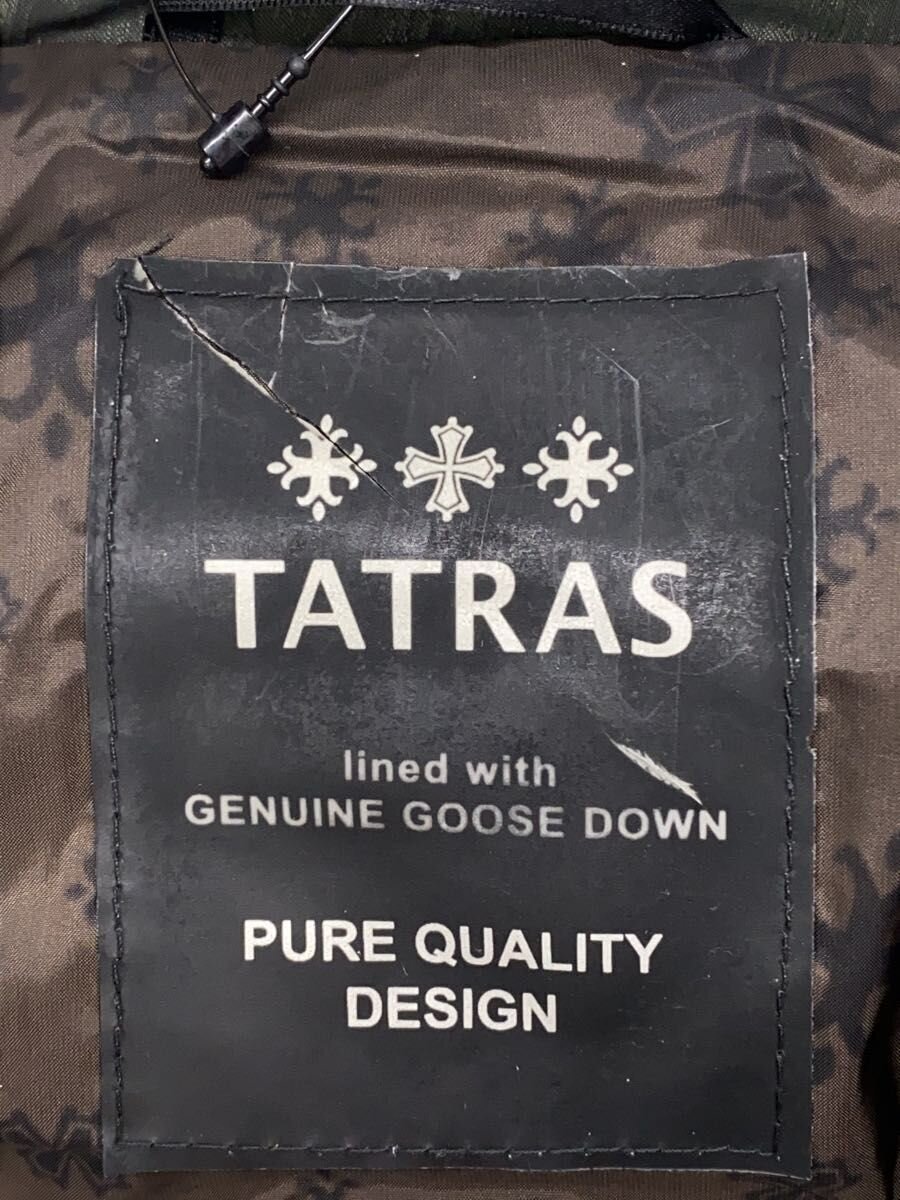 TATRAS
lined with
GENUINE GOOSE DOWN
PURE QUALITY
DESIGN